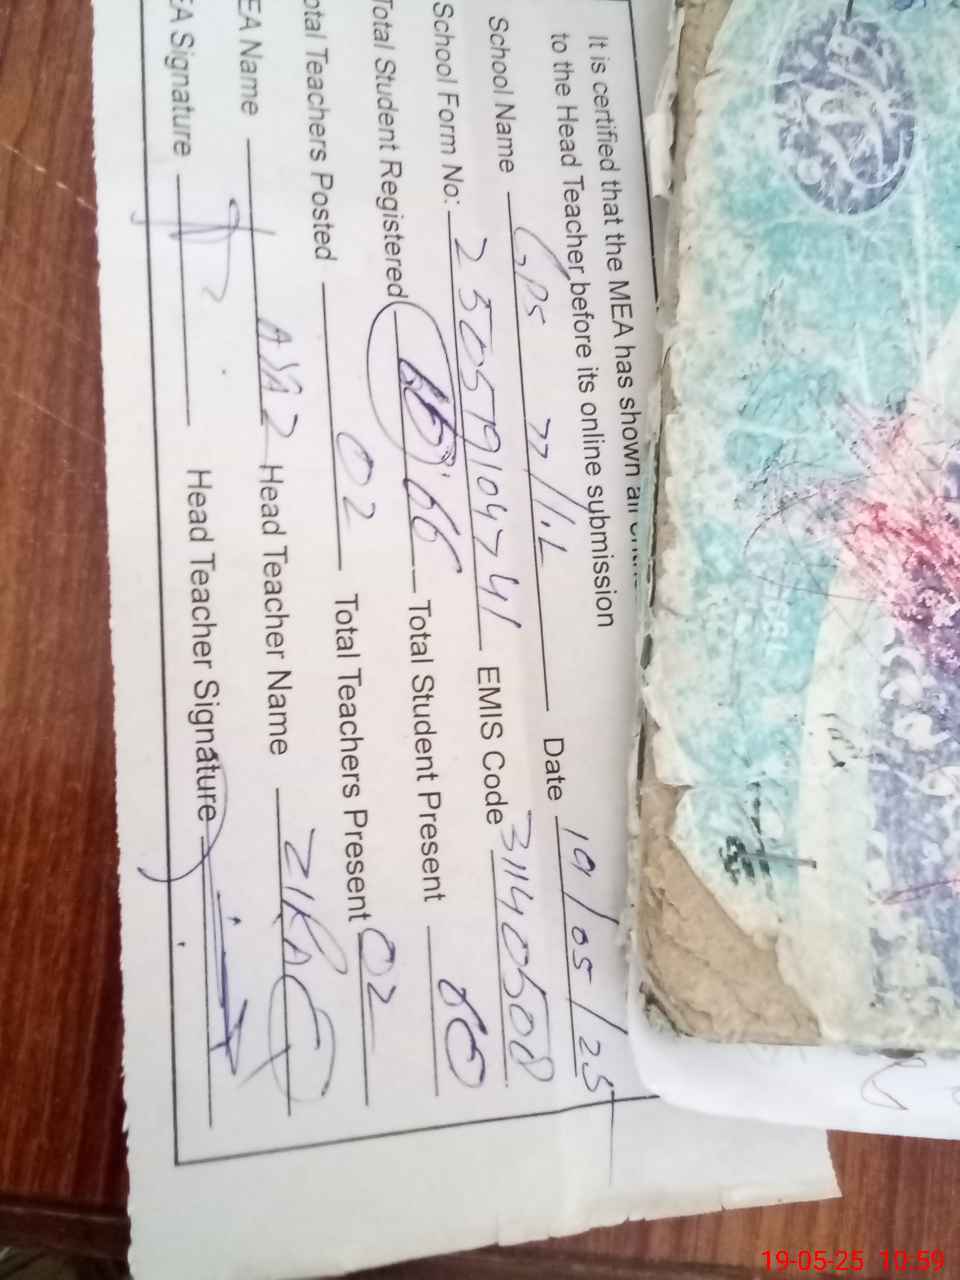 It is certified that the MEA has shown all
to the Head Teacher before its online submission
School Name GPS 77/1.L Date 19/05/25
School Form No: EMIS Code 31140508
Total Student Registered 66 Total Student Present 60
otal Teachers Posted 02 Total Teachers Present 02
EA Name Head Teacher Name
EA Signature Head Teacher Signature
19-05-25 10:59